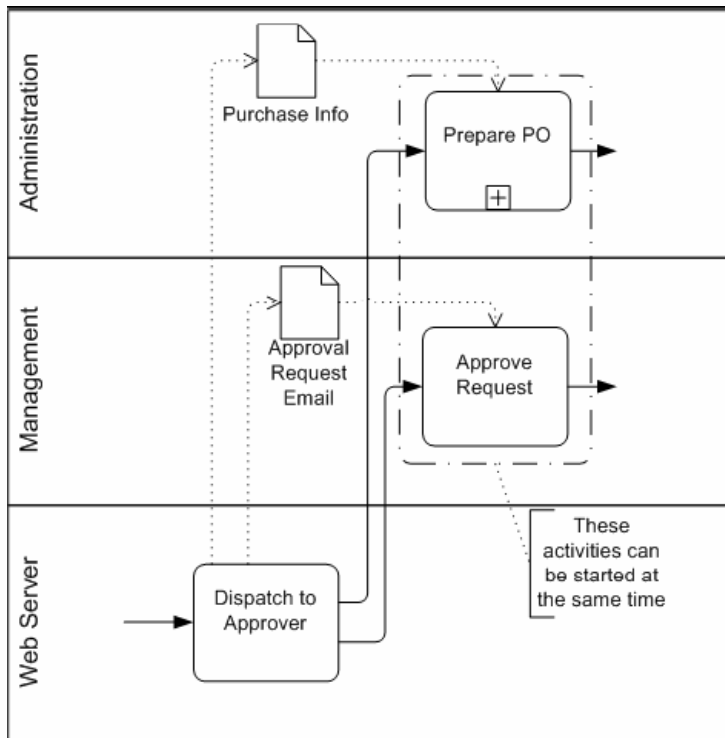 Administration
Purchase Info
Prepare PO
Management
Approval
Request
Email
Approve
Request
Web Server
Dispatch to
Approver
These
activities can
be started at
the same time